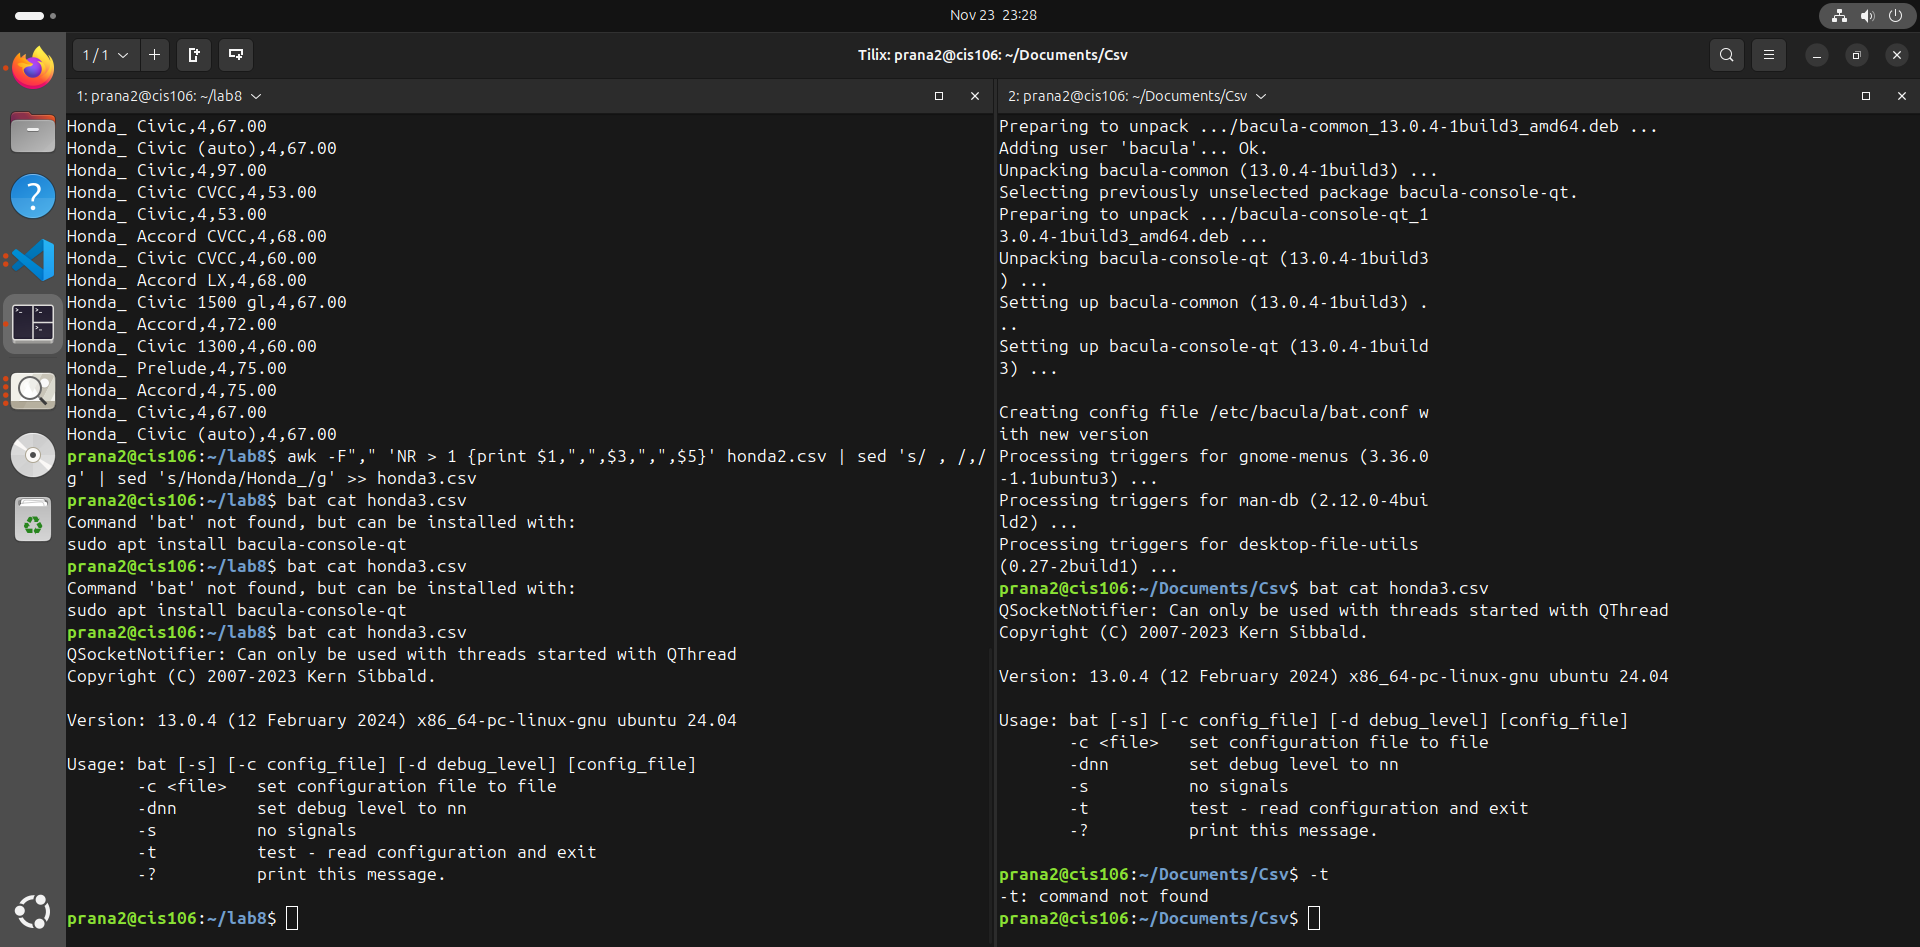 Nov 23 23:28
1 / 1
Tilix: prana2@cis106: ~/Documents/Csv
1: prana2@cis106: ~/lab8
Honda_ Civic,4,67.00
Honda_ Civic (auto),4,67.00
Honda_ Civic,4,97.00
Honda_ Civic CVCC,4,53.00
Honda_ Civic,4,53.00
Honda_ Accord CVCC,4,68.00
Honda_ Civic CVCC,4,60.00
Honda_ Accord LX,4,68.00
Honda_ Civic 1500 gl,4,67.00
Honda_ Accord,4,72.00
Honda_ Civic 1300,4,60.00
Honda_ Prelude,4,75.00
Honda_ Accord,4,75.00
Honda_ Civic,4,67.00
Honda_ Civic (auto),4,67.00
prana2@cis106:~/lab8$ awk -F"," 'NR > 1 {print $1,",",$3,",",$5}' honda2.csv | sed 's/ , /,/
g' | sed 's/Honda/Honda_/g' >> honda3.csv
prana2@cis106:~/lab8$ bat cat honda3.csv
Command 'bat' not found, but can be installed with:
sudo apt install bacula-console-qt
prana2@cis106:~/lab8$ bat cat honda3.csv
Command 'bat' not found, but can be installed with:
sudo apt install bacula-console-qt
prana2@cis106:~/lab8$ bat cat honda3.csv
QSocketNotifier: Can only be used with threads started with QThread
Copyright (C) 2007-2023 Kern Sibbald.
Version: 13.0.4 (12 February 2024) x86_64-pc-linux-gnu ubuntu 24.04
Usage: bat [-s] [-c config_file] [-d debug_level] [config_file]
-c <file> set configuration file to file
-dnn set debug level to nn
-s no signals
-t test - read configuration and exit
-? print this message.
prana2@cis106:~/lab8$
2: prana2@cis106: ~/Documents/Csv
Preparing to unpack .../bacula-common_13.0.4-1build3_amd64.deb ...
Adding user 'bacula'... Ok.
Unpacking bacula-common (13.0.4-1build3) ...
Selecting previously unselected package bacula-console-qt.
Preparing to unpack .../bacula-console-qt_1
3.0.4-1build3_amd64.deb ...
Unpacking bacula-console-qt (13.0.4-1build3
) ...
Setting up bacula-common (13.0.4-1build3) .
..
Setting up bacula-console-qt (13.0.4-1build
3) ...
Creating config file /etc/bacula/bat.conf w
ith new version
Processing triggers for gnome-menus (3.36.0
-1.1ubuntu3) ...
Processing triggers for man-db (2.12.0-4bui
ld2) ...
Processing triggers for desktop-file-utils
(0.27-2build1) ...
prana2@cis106:~/Documents/Csv$ bat cat honda3.csv
QSocketNotifier: Can only be used with threads started with QThread
Copyright (C) 2007-2023 Kern Sibbald.
Version: 13.0.4 (12 February 2024) x86_64-pc-linux-gnu ubuntu 24.04
Usage: bat [-s] [-c config_file] [-d debug_level] [config_file]
-c <file> set configuration file to file
-dnn set debug level to nn
-s no signals
-t test - read configuration and exit
-? print this message.
prana2@cis106:~/Documents/Csv$ -t
-t: command not found
prana2@cis106:~/Documents/Csv$